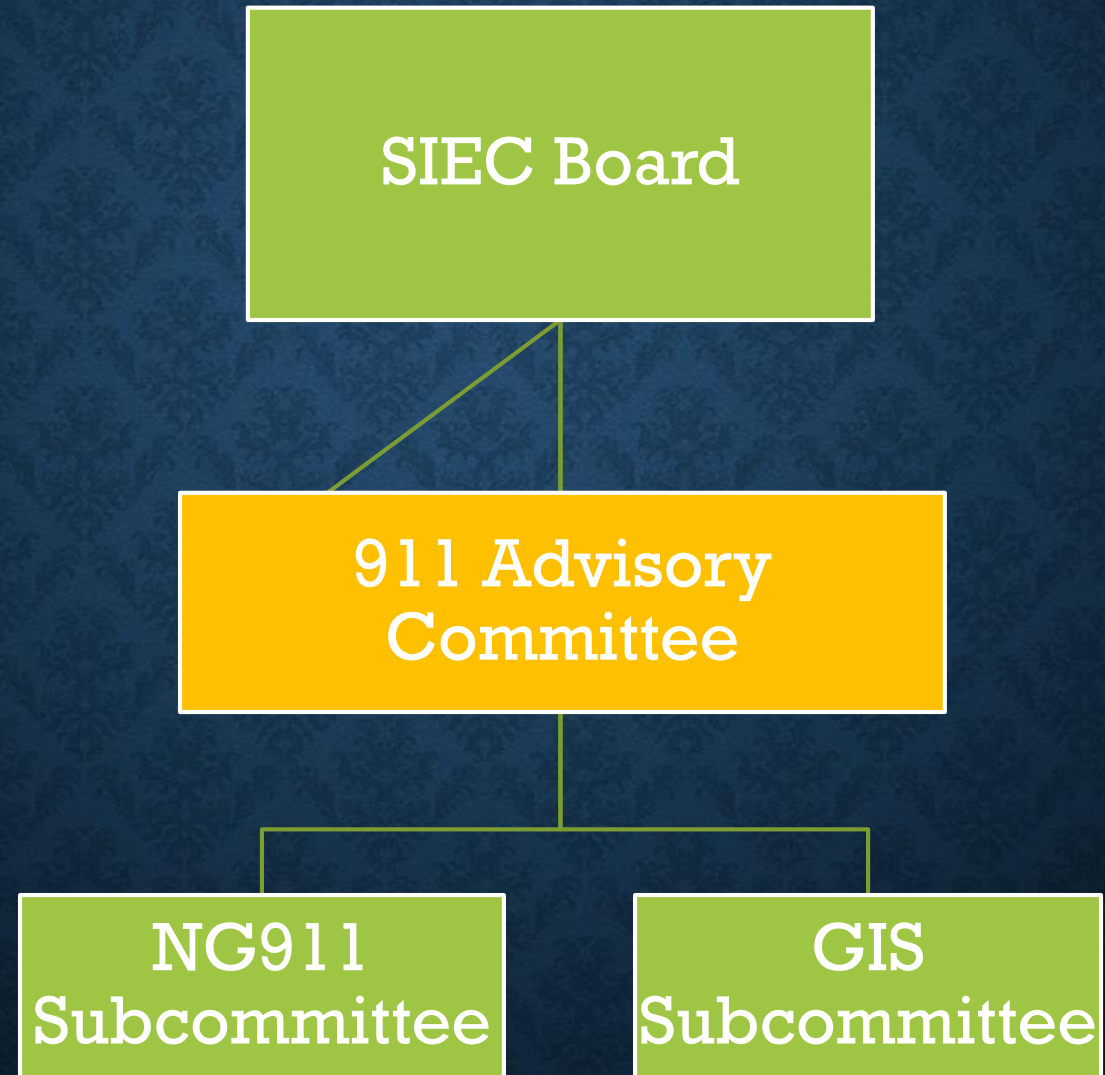 SIEC Board
911 Advisory
Committee
NG911
Subcommittee
GIS
Subcommittee